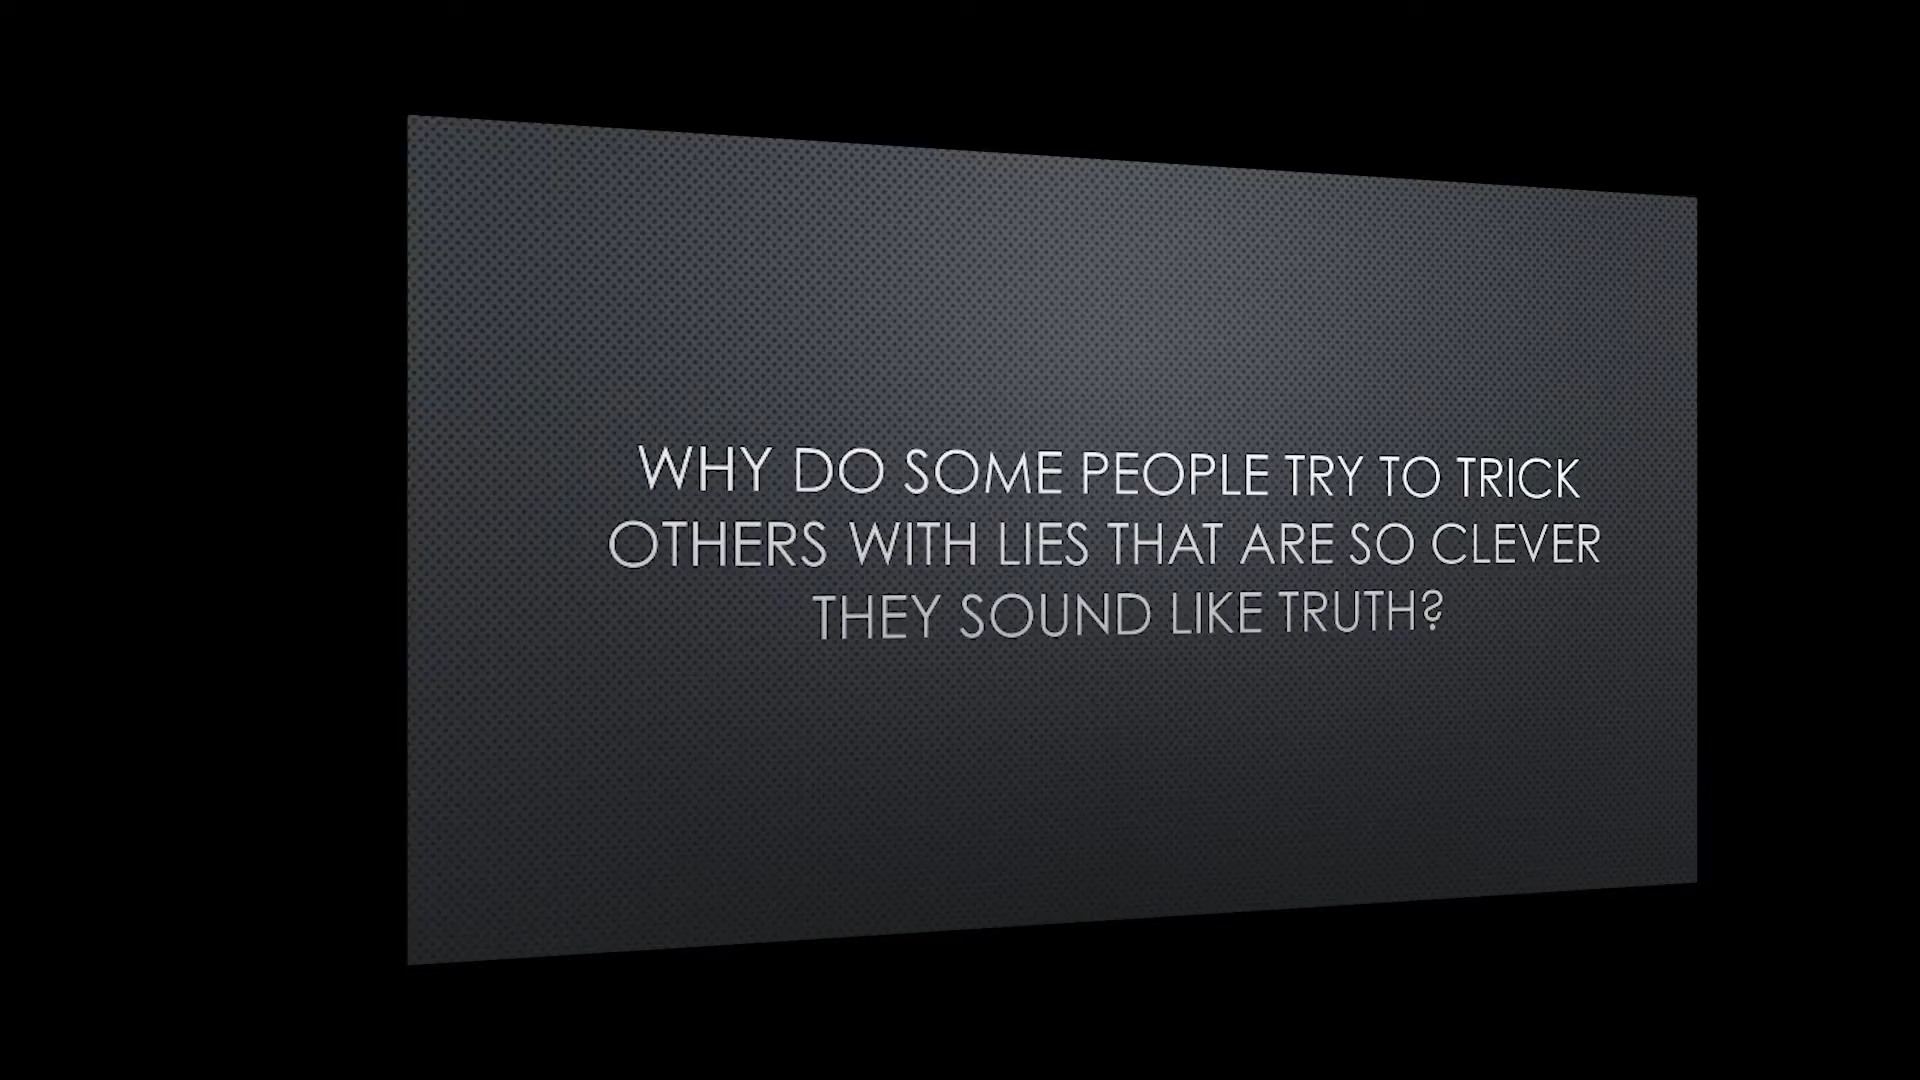 WHY DO SOME PEOPLE TRY TO TRICK
OTHERS WITH LIES THAT ARE SO CLEVER
THEY SOUND LIKE TRUTH?